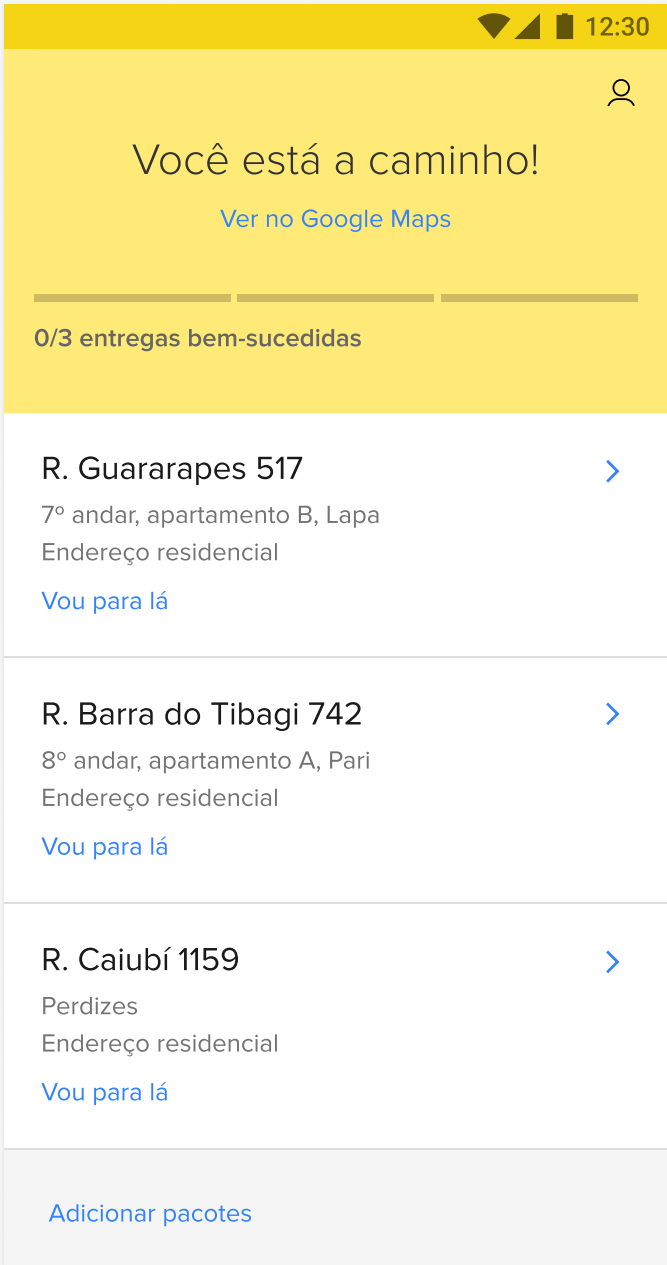 12:30
Você está a caminho!
Ver no Google Maps
0/3 entregas bem-sucedidas
R. Guararapes 517
7º andar, apartamento B, Lapa
Endereço residencial
Vou para lá
R. Barra do Tibagi 742
8º andar, apartamento A, Pari
Endereço residencial
Vou para lá
R. Caiubí 1159
Perdizes
Endereço residencial
Vou para lá
Adicionar pacotes